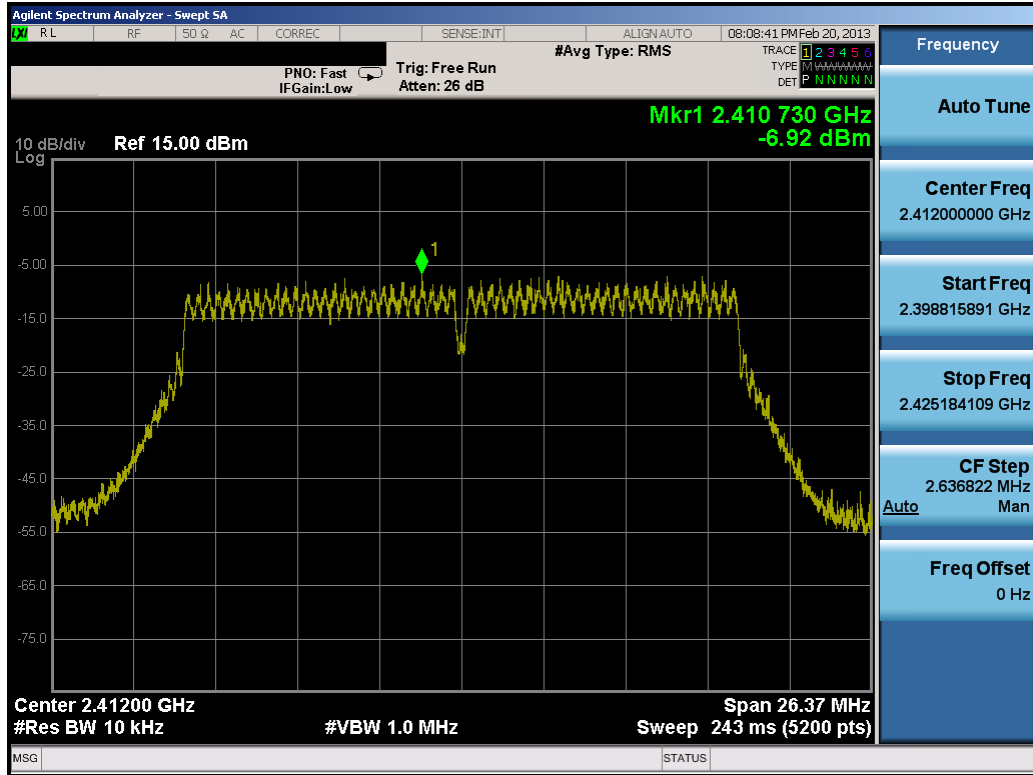 Agilent Spectrum Analyzer - Swept SA
LXI RL RF 50 Ω AC CORREC SENSE:INT ALIGN AUTO 08:08:41 PM Feb 20, 2013
#Avg Type: RMS
TRACE 1 2 3 4 5 6
TYPE M W W W W W
DET P N N N N N
PNO: Fast
IFGain:Low
Trig: Free Run
Atten: 26 dB
Mkr1 2.410 730 GHz
-6.92 dBm
10 dB/div Ref 15.00 dBm
Log
1
5.00
-5.00
-15.0
-25.0
-35.0
-45.0
-55.0
-65.0
-75.0
Center 2.41200 GHz Span 26.37 MHz
#Res BW 10 kHz #VBW 1.0 MHz Sweep 243 ms (5200 pts)
MSG STATUS
Frequency
Auto Tune
Center Freq
2.412000000 GHz
Start Freq
2.398815891 GHz
Stop Freq
2.425184109 GHz
CF Step
2.636822 MHz
Auto Man
Freq Offset
0 Hz